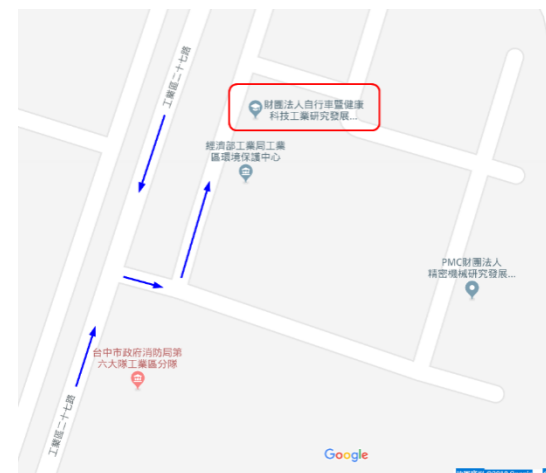 工業區二十七路
財團法人自行車暨健康
科技工業研究發展...
經濟部工業局工業
區環境保護中心
PMC財團法人
精密機械研究發展...
台中市政府消防局第
六大隊工業區分隊
工業區二十七路
Google